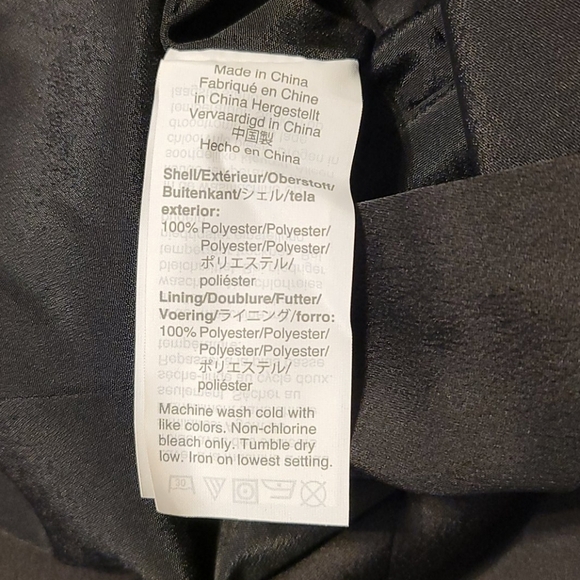 Made in China
Fabriqué en Chine
In China Hergestellt
Vervaardigd in China
中国製
Hecho en China
Shell/Extérieur/Oberstoff/
Buitenkant/シェル/tela
exterior:
100% Polyester/Polyester/
Polyester/Polyester/
ポリエステル/
poliéster
Lining/Doublure/Futter/
Voering/ライニング/forro:
100% Polyester/Polyester/
Polyester/Polyester/
ポリエステル/
poliéster
Machine wash cold with
like colors. Non-chlorine
bleach only. Tumble dry
low. Iron on lowest setting.